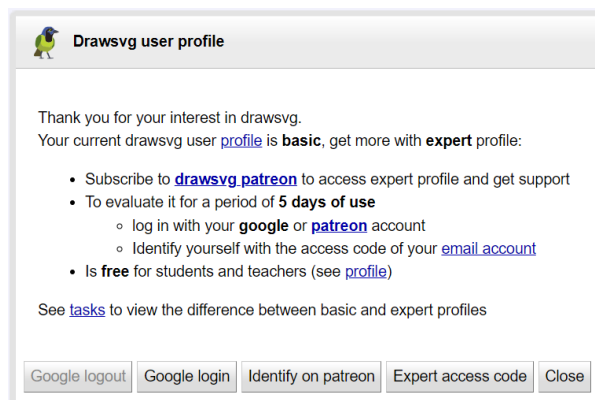 Drawsvg user profile
Thank you for your interest in drawsvg.
Your current drawsvg user profile is basic, get more with expert profile:
• Subscribe to drawsvg patreon to access expert profile and get support
• To evaluate it for a period of 5 days of use
◦ log in with your google or patreon account
◦ Identify yourself with the access code of your email account
• Is free for students and teachers (see profile)
See tasks to view the difference between basic and expert profiles
Google logout Google login Identify on patreon Expert access code Close